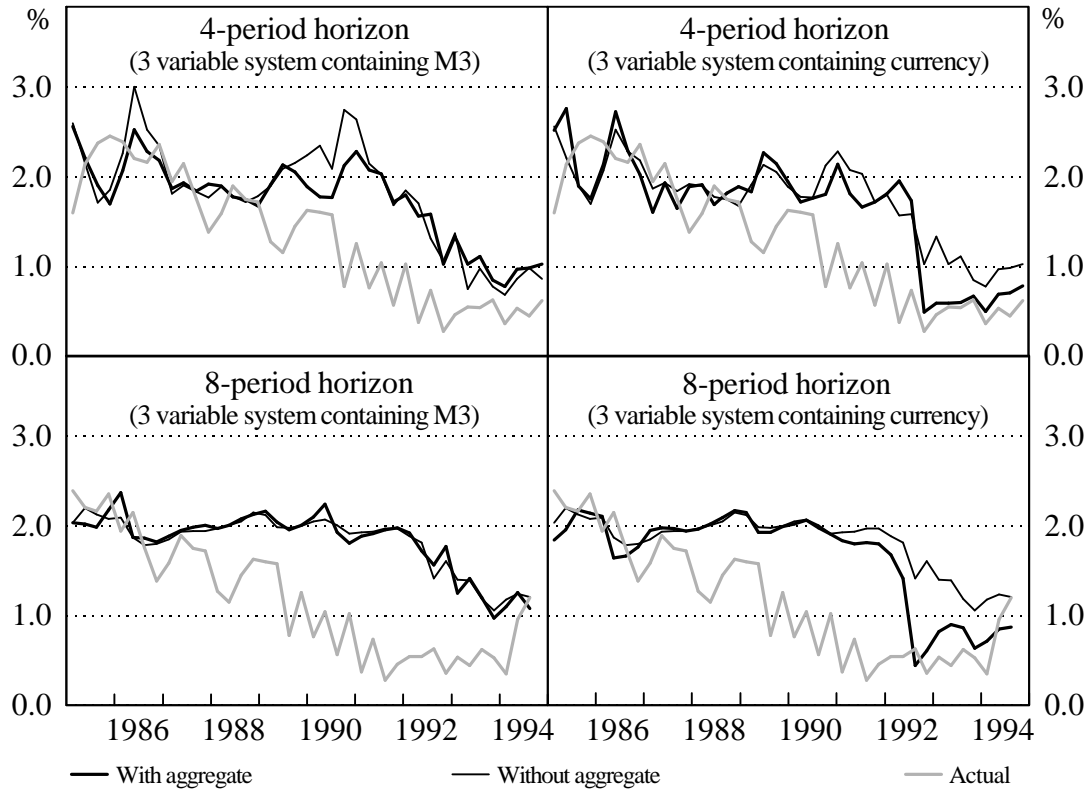 % 4-period horizon 4-period horizon %
(3 variable system containing M3) (3 variable system containing currency)
3.0 3.0
2.0 2.0
1.0 1.0
0.0 0.0
8-period horizon 8-period horizon
(3 variable system containing M3) (3 variable system containing currency)
3.0 3.0
2.0 2.0
1.0 1.0
0.0 0.0
1986 1988 1990 1992 1994 1986 1988 1990 1992 1994
With aggregate Without aggregate Actual